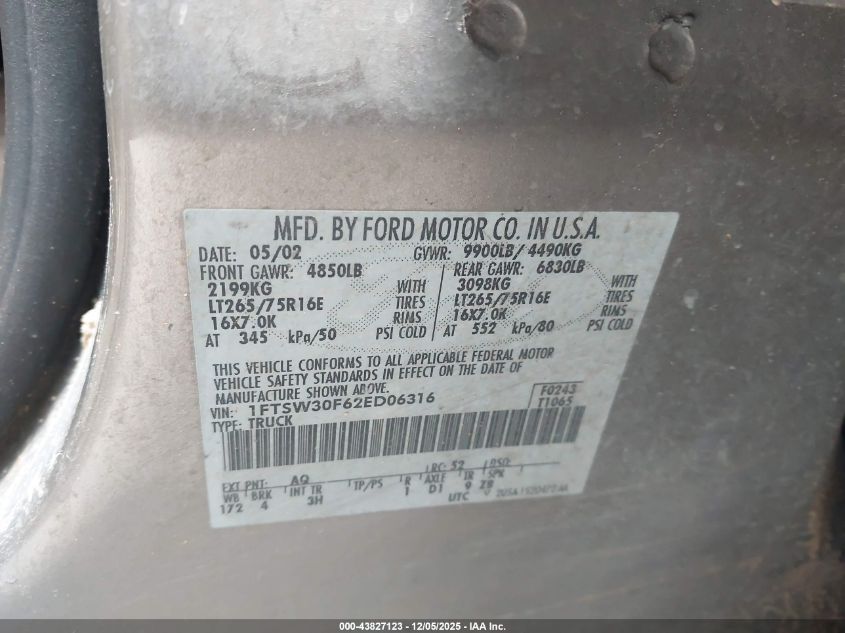 MFD. BY FORD MOTOR CO. IN U.S.A.
DATE: 05/02 GVWR: 9900LB/ 4490KG
FRONT GAWR: 4850LB REAR GAWR: 6830LB
2199KG WITH 3098KG WITH
LT265/75R16E TIRES LT265/75R16E TIRES
16X7.0K RIMS 16X7.0K RIMS
AT 345 kPa/50 PSI COLD AT 552 kPa/80 PSI COLD
THIS VEHICLE CONFORMS TO ALL APPLICABLE FEDERAL MOTOR
VEHICLE SAFETY STANDARDS IN EFFECT ON THE DATE OF
MANUFACTURE SHOWN ABOVE.
VIN: 1FTSW30F62ED06316 F0243
TYPE: TRUCK T1065
EXT PNT: AQ RC: 52 DSO:
WB BRK INT TR TP/PS R AXLE TR SPR
172 4 3H 1 D1 9 Z8
UTC
000-43827123 - 12/05/2025 - IAA Inc.